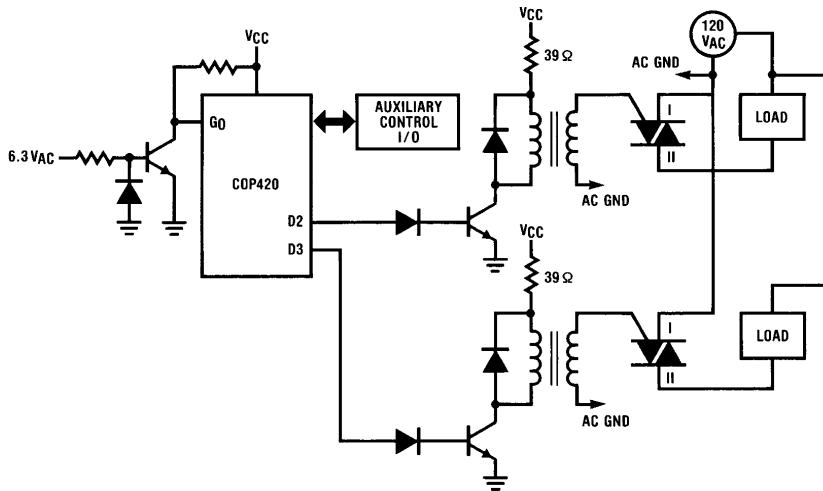 VCC
G0
6.3 VAC
COP420
D2
D3
AUXILIARY
CONTROL
I/O
VCC
39 Ω
AC GND
120
VAC
AC GND
I
II
LOAD
VCC
39 Ω
AC GND
I
II
LOAD